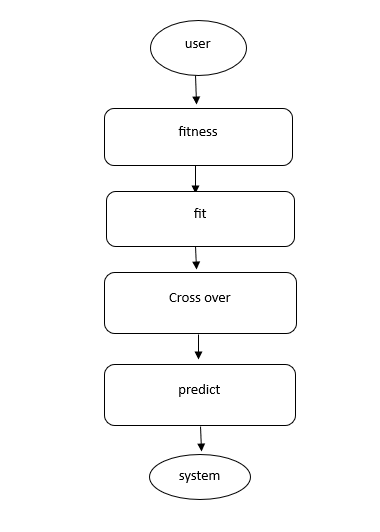 user
fitness
fit
Cross over
predict
system